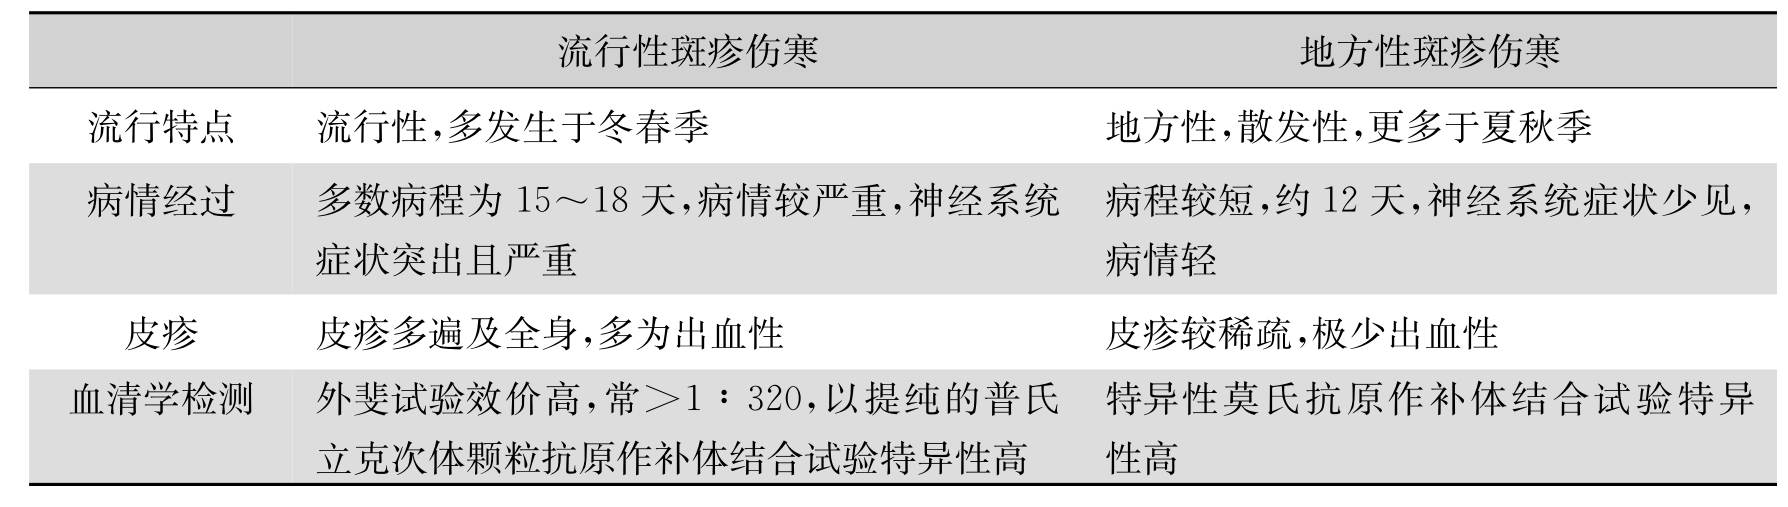 流行性斑疹伤寒 地方性斑疹伤寒
流行特点 流行性,多发生于冬春季 地方性,散发性,更多于夏秋季
病情经过 多数病程为 15～18 天,病情较严重,神经系统 病程较短,约 12 天,神经系统症状少见,
症状突出且严重 病情轻
皮疹 皮疹多遍及全身,多为出血性 皮疹较稀疏,极少出血性
血清学检测 外斐试验效价高,常＞1∶320,以提纯的普氏 特异性莫氏抗原作补体结合试验特异
立克次体颗粒抗原作补体结合试验特异性高 性高